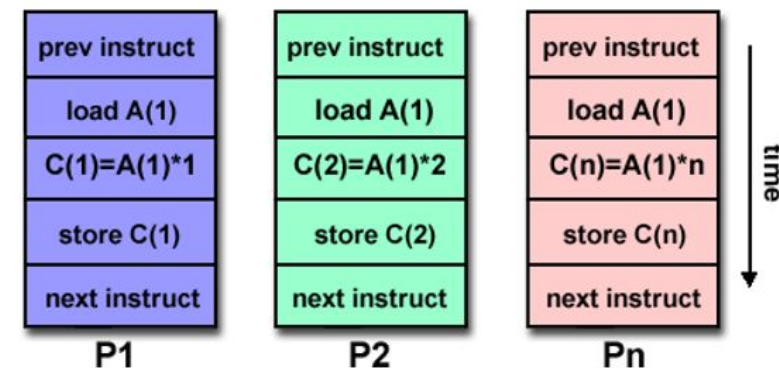 prev instruct
load A(1)
C(1)=A(1)*1
store C(1)
next instruct
P1
prev instruct
load A(1)
C(2)=A(1)*2
store C(2)
next instruct
P2
prev instruct
load A(1)
C(n)=A(1)*n
store C(n)
next instruct
Pn
time